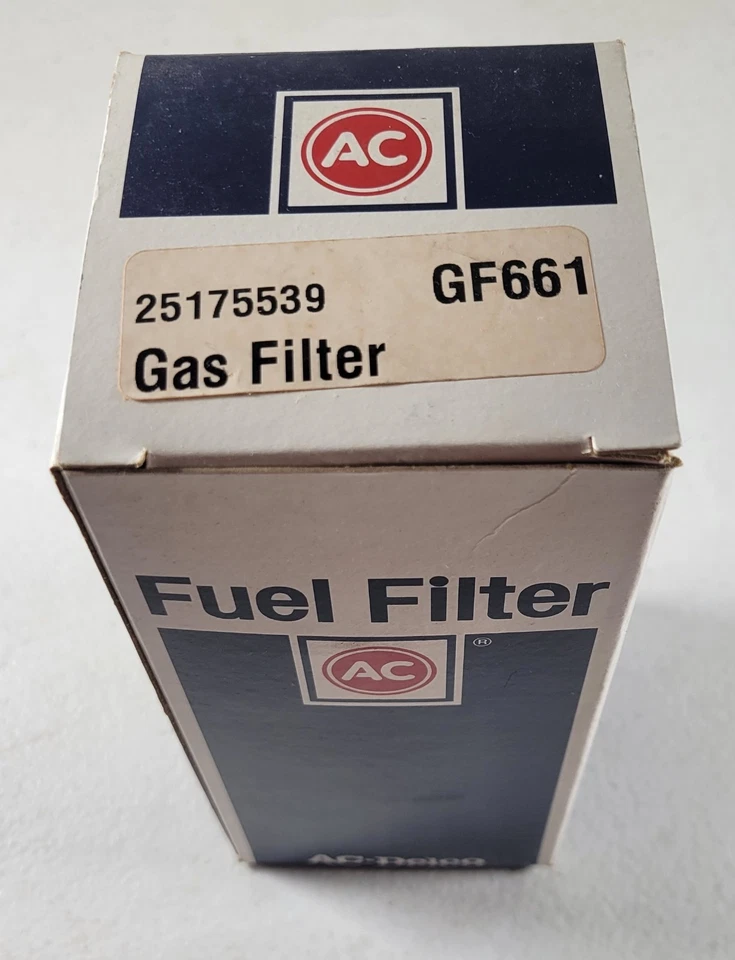 AC
25175539 GF661
Gas Filter
Fuel Filter
AC ®
AC-Delco